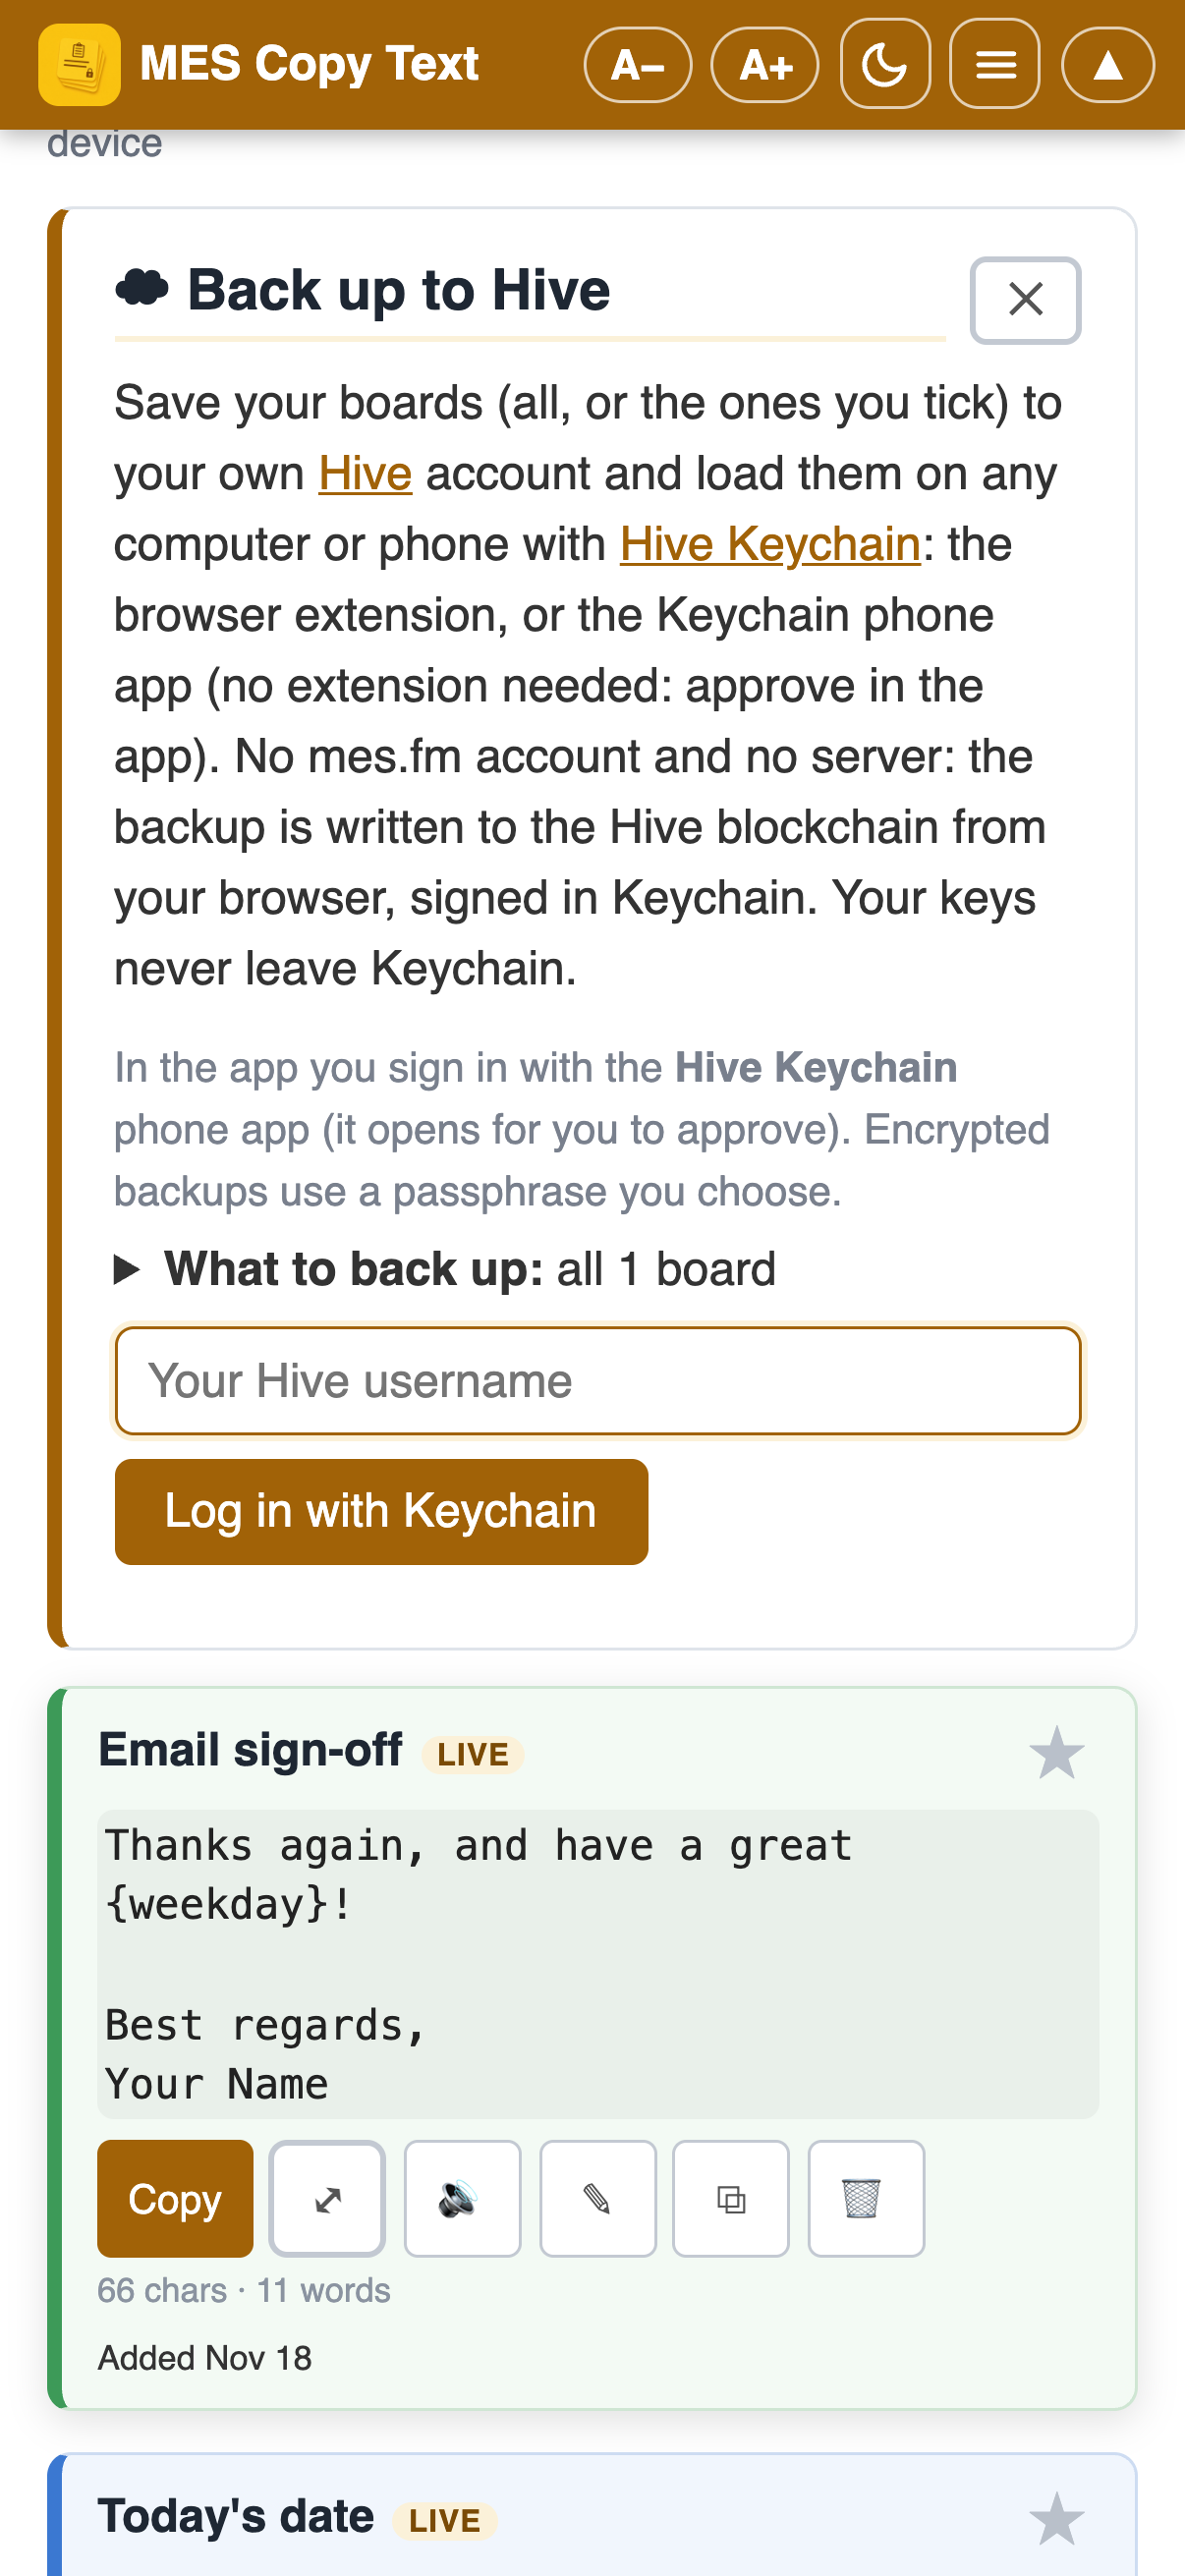 MES Copy Text A− A+ ▲
device
Back up to Hive
Save your boards (all, or the ones you tick) to
your own Hive account and load them on any
computer or phone with Hive Keychain: the
browser extension, or the Keychain phone
app (no extension needed: approve in the
app). No mes.fm account and no server: the
backup is written to the Hive blockchain from
your browser, signed in Keychain. Your keys
never leave Keychain.
In the app you sign in with the Hive Keychain
phone app (it opens for you to approve). Encrypted
backups use a passphrase you choose.
▶ What to back up: all 1 board
Your Hive username
Log in with Keychain
Email sign-off LIVE
Thanks again, and have a great
{weekday}!
Best regards,
Your Name
Copy
66 chars · 11 words
Added Nov 18
Today's date LIVE